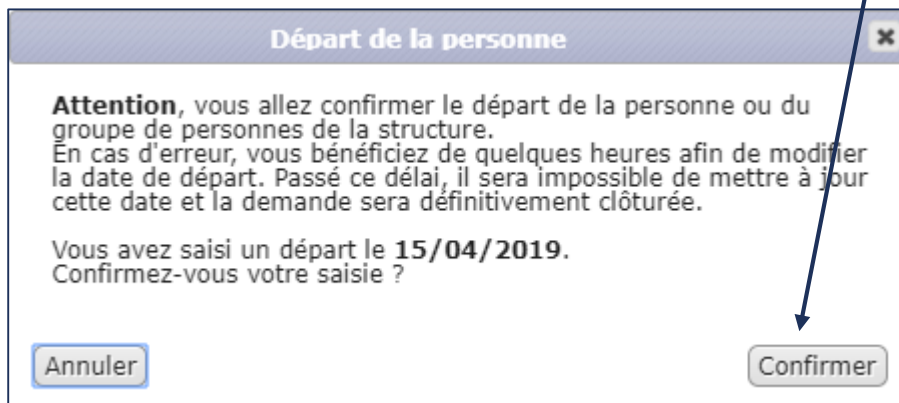 Départ de la personne
Attention, vous allez confirmer le départ de la personne ou du
groupe de personnes de la structure.
En cas d'erreur, vous bénéficiez de quelques heures afin de modifier
la date de départ. Passé ce délai, il sera impossible de mettre à jour
cette date et la demande sera définitivement clôturée.
Vous avez saisi un départ le 15/04/2019.
Confirmez-vous votre saisie ?
Annuler
Confirmer